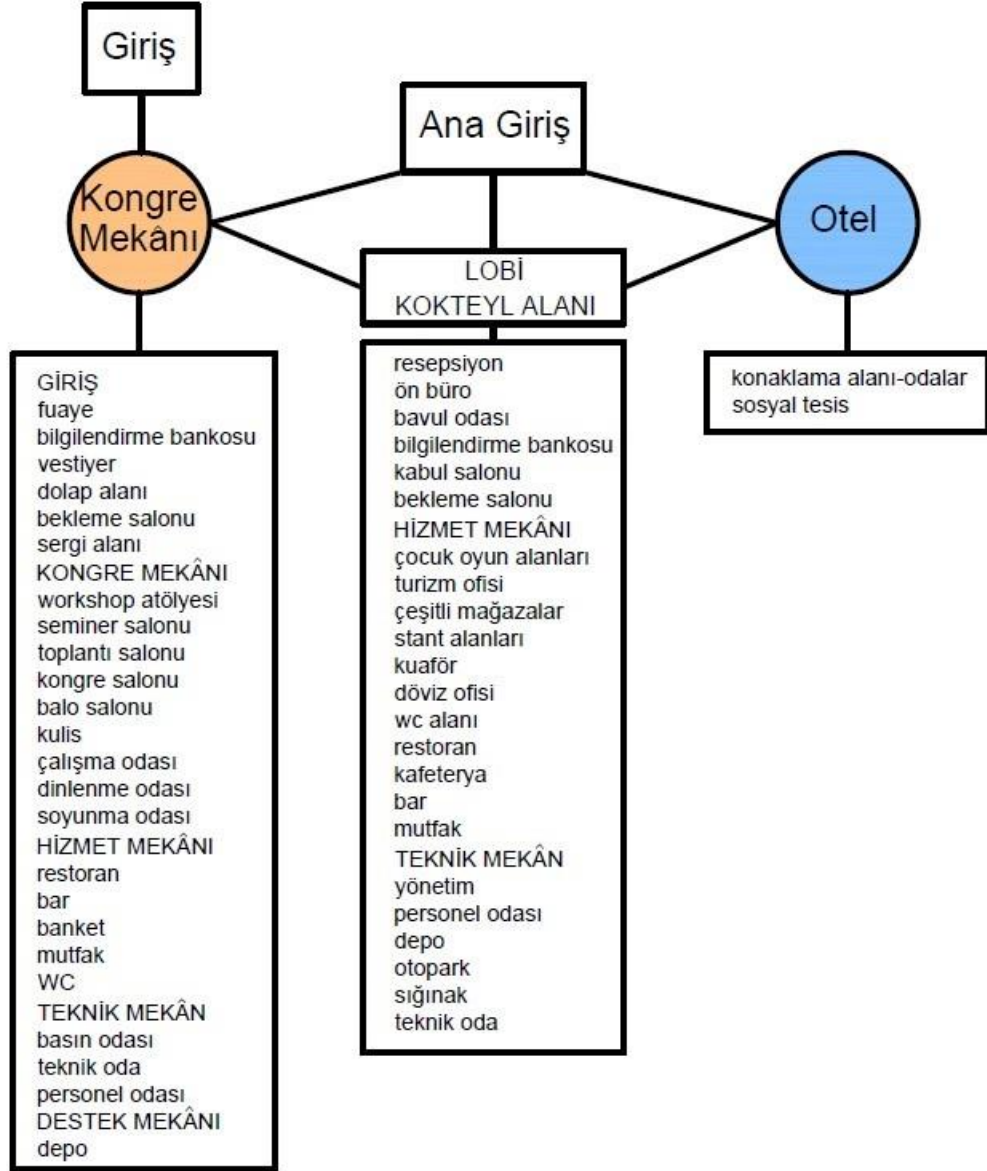 Giriş
Ana Giriş
Kongre
Mekânı
Otel
LOBİ
KOKTEYL ALANI
GİRİŞ
fuaye
bilgilendirme bankosu
vestiyer
dolap alanı
bekleme salonu
sergi alanı
KONGRE MEKÂNI
workshop atölyesi
seminer salonu
toplantı salonu
kongre salonu
balo salonu
kulis
çalışma odası
dinlenme odası
soyunma odası
HİZMET MEKÂNI
restoran
bar
banket
mutfak
WC
TEKNİK MEKÂN
basın odası
teknik oda
personel odası
DESTEK MEKÂNI
depo
resepsiyon
ön büro
bavul odası
bilgilendirme bankosu
kabul salonu
bekleme salonu
HİZMET MEKÂNI
çocuk oyun alanları
turizm ofisi
çeşitli mağazalar
stant alanları
kuaför
döviz ofisi
wc alanı
restoran
kafeterya
bar
mutfak
TEKNİK MEKÂN
yönetim
personel odası
depo
otopark
sığınak
teknik oda
konaklama alanı-odalar
sosyal tesis